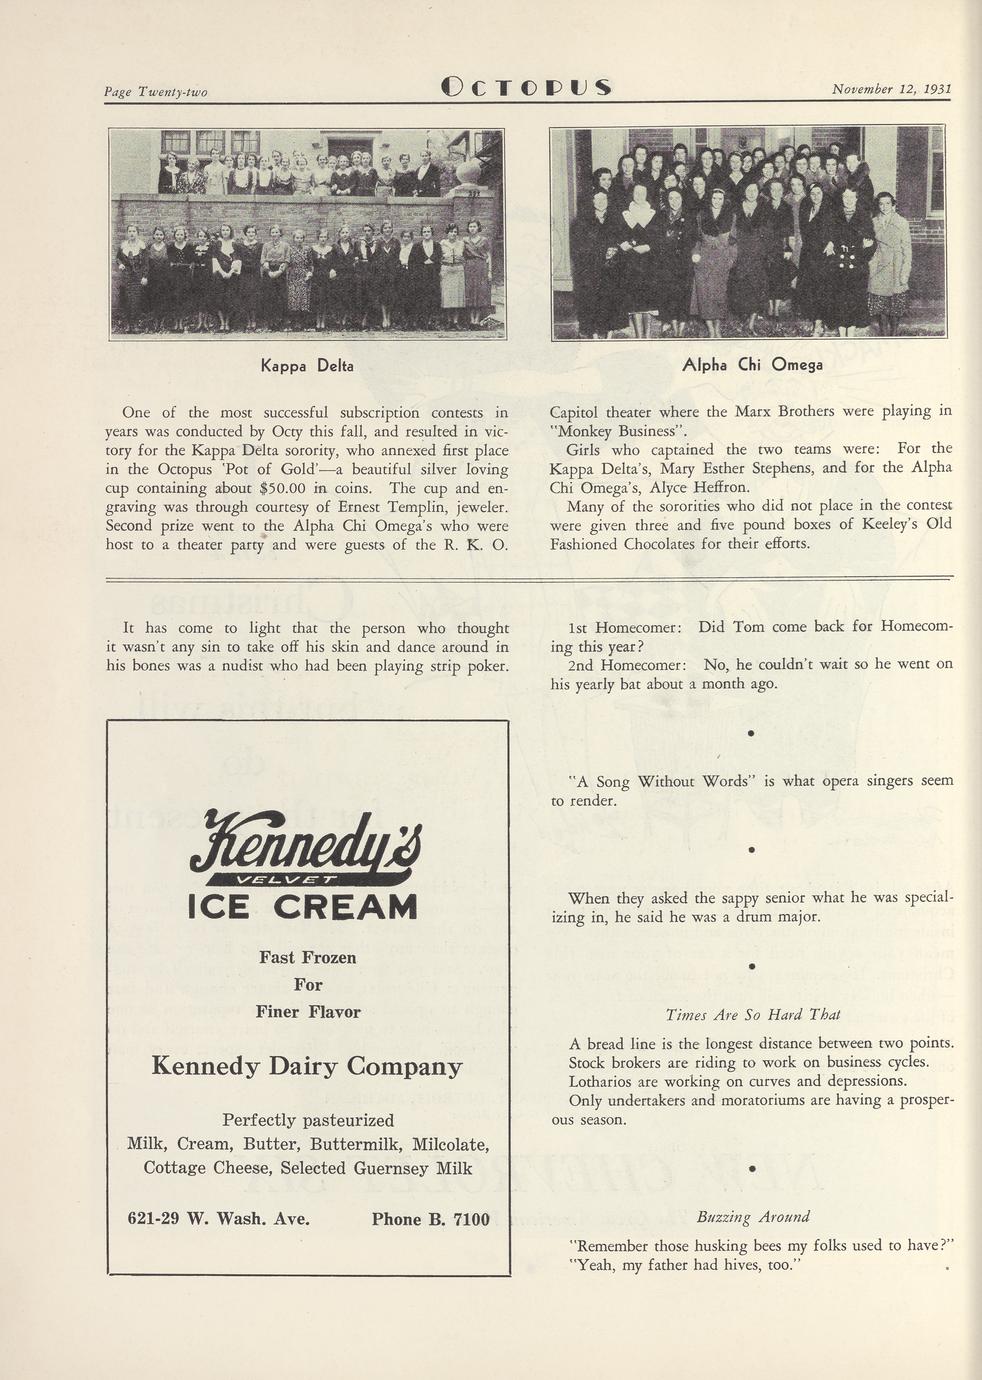 Page Twenty-two
OCTOPUS
November 12, 1931
Kappa Delta
Alpha Chi Omega
One of the most successful subscription contests in
years was conducted by Octy this fall, and resulted in vic-
tory for the Kappa Delta sorority, who annexed first place
in the Octopus 'Pot of Gold'—a beautiful silver loving
cup containing about $50.00 in coins. The cup and en-
graving was through courtesy of Ernest Templin, jeweler.
Second prize went to the Alpha Chi Omega's who were
host to a theater party and were guests of the R. K. O.
Capitol theater where the Marx Brothers were playing in
"Monkey Business".
Girls who captained the two teams were: For the
Kappa Delta's, Mary Esther Stephens, and for the Alpha
Chi Omega's, Alyce Heffron.
Many of the sororities who did not place in the contest
were given three and five pound boxes of Keeley's Old
Fashioned Chocolates for their efforts.
It has come to light that the person who thought
it wasn't any sin to take off his skin and dance around in
his bones was a nudist who had been playing strip poker.
Kennedy's
VELVET
ICE CREAM
Fast Frozen
For
Finer Flavor
Kennedy Dairy Company
Perfectly pasteurized
Milk, Cream, Butter, Buttermilk, Milcolate,
Cottage Cheese, Selected Guernsey Milk
621-29 W. Wash. Ave. Phone B. 7100
1st Homecomer: Did Tom come back for Homecom-
ing this year?
2nd Homecomer: No, he couldn't wait so he went on
his yearly bat about a month ago.
"A Song Without Words" is what opera singers seem
to render.
When they asked the sappy senior what he was special-
izing in, he said he was a drum major.
Times Are So Hard That
A bread line is the longest distance between two points.
Stock brokers are riding to work on business cycles.
Lotharios are working on curves and depressions.
Only undertakers and moratoriums are having a prosper-
ous season.
Buzzing Around
"Remember those husking bees my folks used to have?"
"Yeah, my father had hives, too."